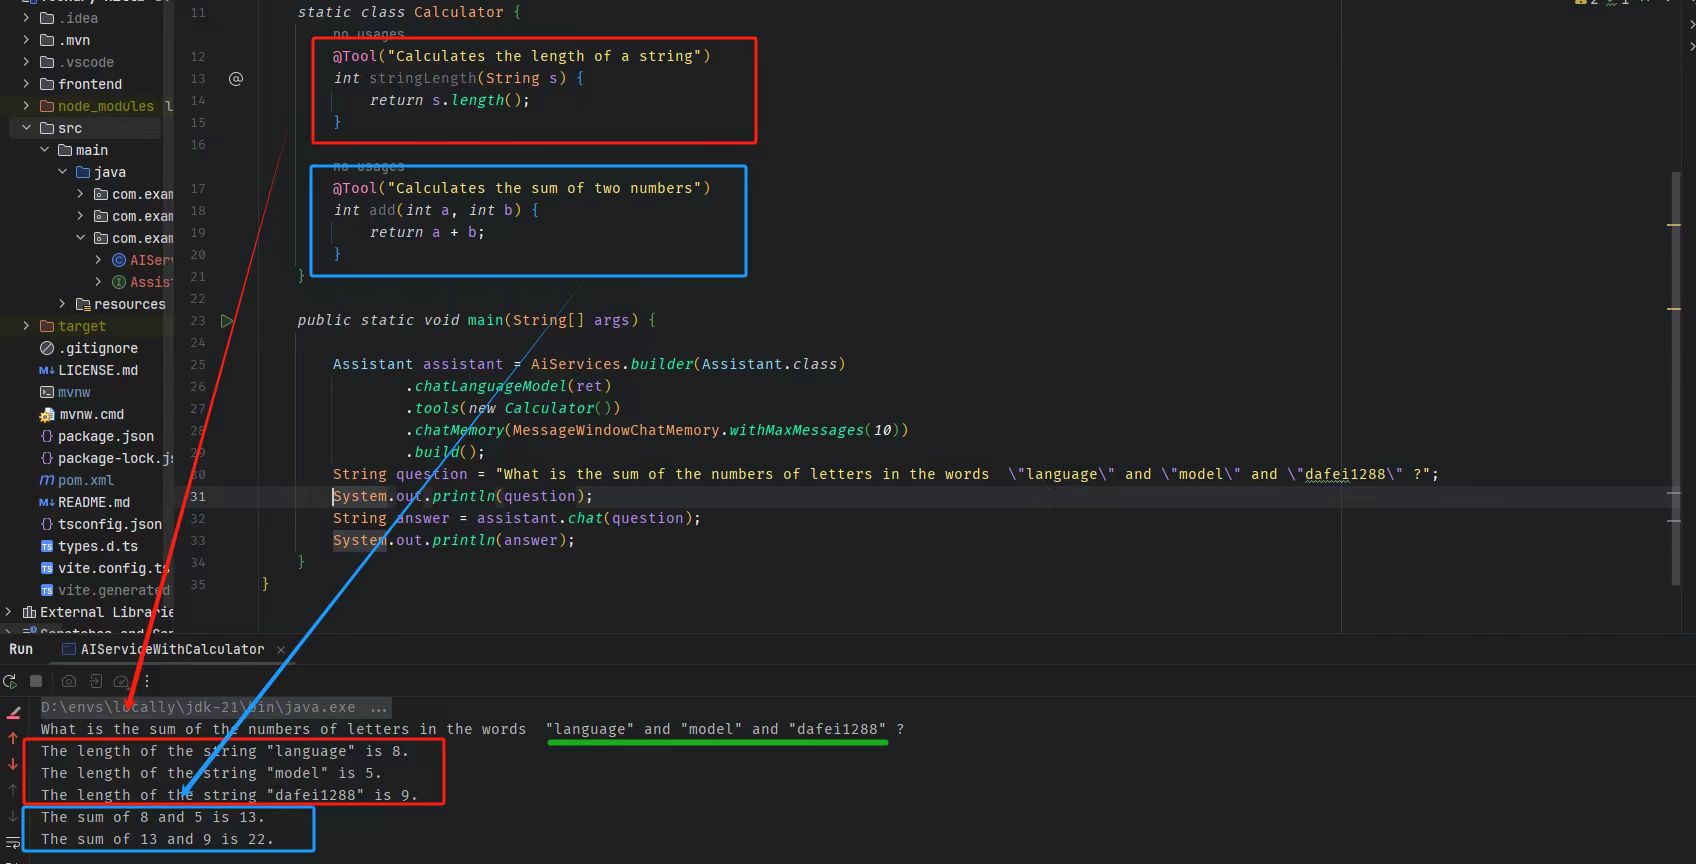 .idea
.mvn
.vscode
frontend
node_modules l
src
main
java
com.exam
com.exam
com.exam
AIServ
Assist
resources
target
.gitignore
M↓ LICENSE.md
mvnw
mvnw.cmd
{} package.json
{} package-lock.js
m pom.xml
M↓ README.md
{} tsconfig.json
TS types.d.ts
TS vite.config.ts
TS vite.generated
External Librarie
11 static class Calculator {
no usages
12 @Tool("Calculates the length of a string")
13 @ int stringLength(String s) {
14 return s.length();
15 }
16
no usages
17 @Tool("Calculates the sum of two numbers")
18 int add(int a, int b) {
19 return a + b;
20 }
21 }
22
23 public static void main(String[] args) {
24
25 Assistant assistant = AiServices.builder(Assistant.class)
26 .chatLanguageModel(ret)
27 .tools(new Calculator())
28 .chatMemory(MessageWindowChatMemory.withMaxMessages(10))
29 .build();
30 String question = "What is the sum of the numbers of letters in the words  \"language\" and \"model\" and \"dafei1288\" ?";
31 System.out.println(question);
32 String answer = assistant.chat(question);
33 System.out.println(answer);
34 }
35 }
Run AIServiceWithCalculator ×
D:\envs\locally\jdk-21\bin\java.exe ...
What is the sum of the numbers of letters in the words  "language" and "model" and "dafei1288" ?
The length of the string "language" is 8.
The length of the string "model" is 5.
The length of the string "dafei1288" is 9.
The sum of 8 and 5 is 13.
The sum of 13 and 9 is 22.